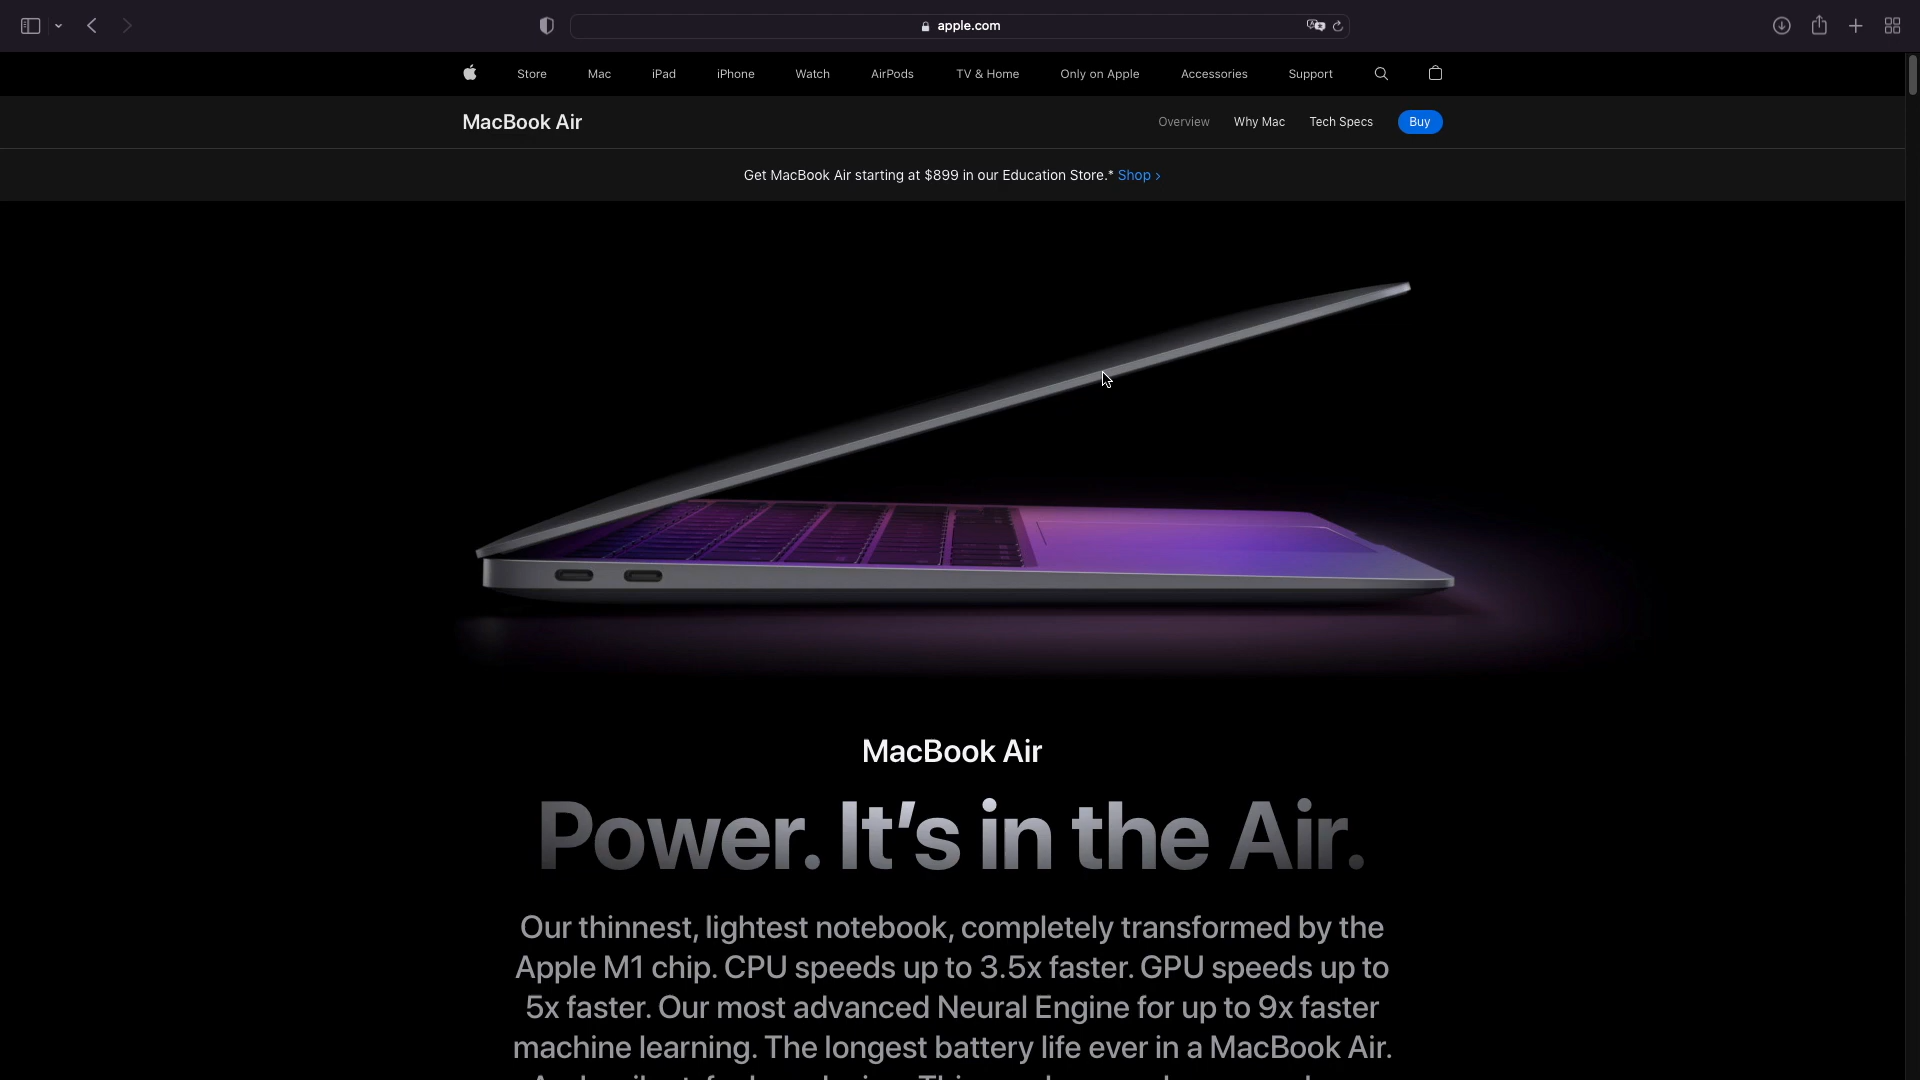 apple.com
Store Mac iPad iPhone Watch AirPods TV & Home Only on Apple Accessories Support
MacBook Air
Overview Why Mac Tech Specs Buy
Get MacBook Air starting at $899 in our Education Store.* Shop >
MacBook Air
Power. It’s in the Air.
Our thinnest, lightest notebook, completely transformed by the
Apple M1 chip. CPU speeds up to 3.5x faster. GPU speeds up to
5x faster. Our most advanced Neural Engine for up to 9x faster
machine learning. The longest battery life ever in a MacBook Air.